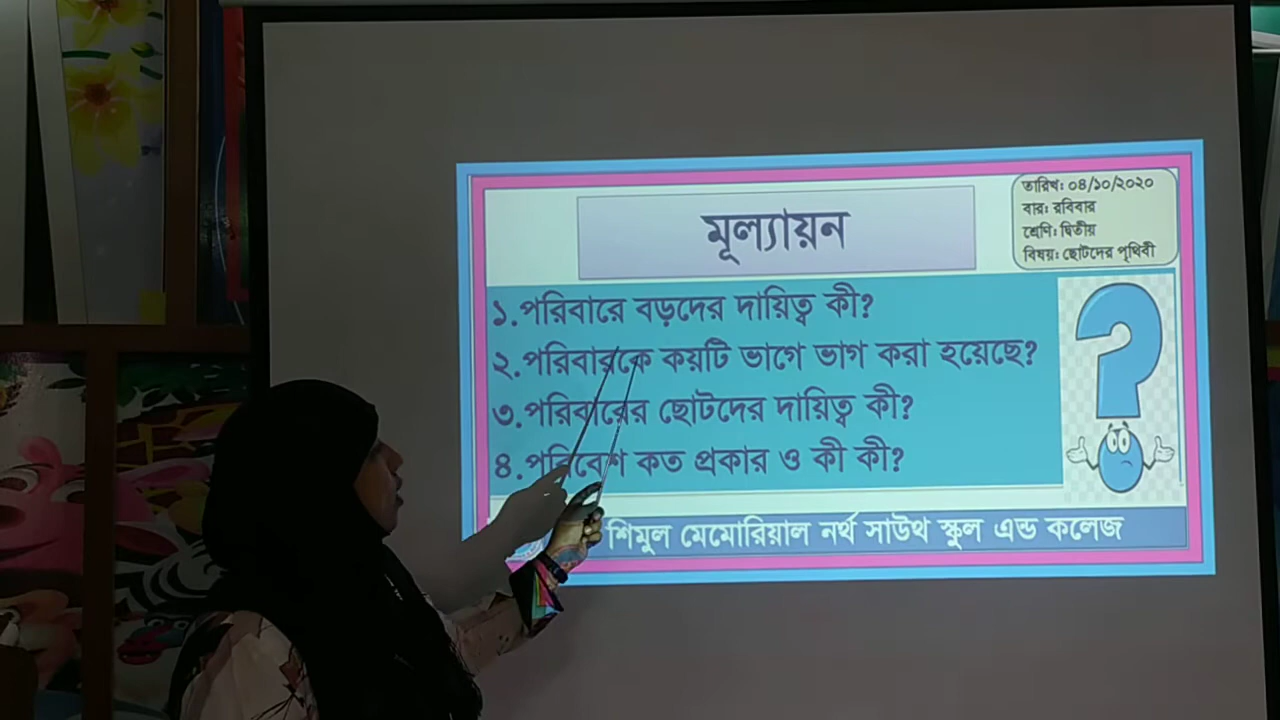 মূল্যায়ন
তারিখ: ০৪/১০/২০২০
বার: রবিবার
শ্রেণি: দ্বিতীয়
বিষয়: ছোটদের পৃথিবী
১.পরিবারে বড়দের দায়িত্ব কী?
২.পরিবারকে কয়টি ভাগে ভাগ করা হয়েছে?
৩.পরিবারের ছোটদের দায়িত্ব কী?
৪.পরিবেশ কত প্রকার ও কী কী?
শিমুল মেমোরিয়াল নর্থ সাউথ স্কুল এন্ড কলেজ